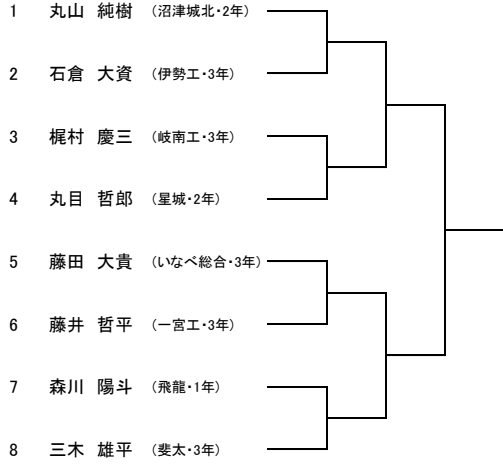 1 丸山 純樹 （沼津城北・2年）
2 石倉 大資 （伊勢工・3年）
3 梶村 慶三 （岐南工・3年）
4 丸目 哲郎 （星城・2年）
5 藤田 大貴 （いなべ総合・3年）
6 藤井 哲平 （一宮工・3年）
7 森川 陽斗 （飛龍・1年）
8 三木 雄平 （斐太・3年）